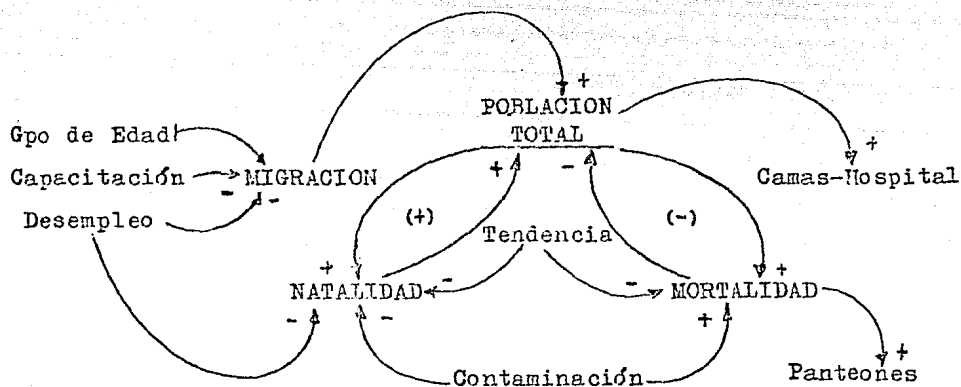 + +
POBLACION
TOTAL
+ -
+
Camas-Hospital
Gpo de Edad
Capacitación
- MIGRACION
-
Desempleo
(+)
Tendencia
(-)
+
NATALIDAD
-
- -
- MORTALIDAD
+
+
Contaminación
+
Panteones